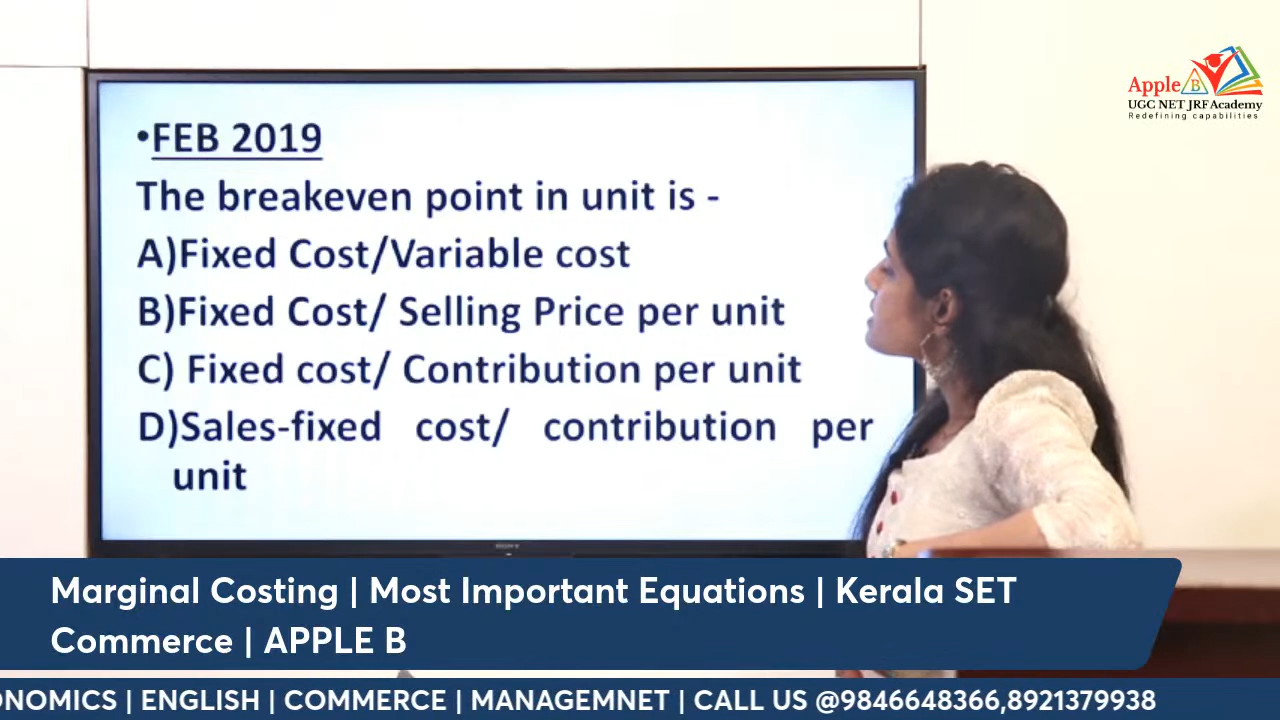 •FEB 2019
The breakeven point in unit is -
A)Fixed Cost/Variable cost
B)Fixed Cost/ Selling Price per unit
C) Fixed cost/ Contribution per unit
D)Sales-fixed cost/ contribution per
unit
Apple B
UGC NET JRF Academy
Redefining capabilities
SONY
Marginal Costing | Most Important Equations | Kerala SET
Commerce | APPLE B
ONOMICS | ENGLISH | COMMERCE | MANAGEMNET | CALL US @9846648366,8921379938